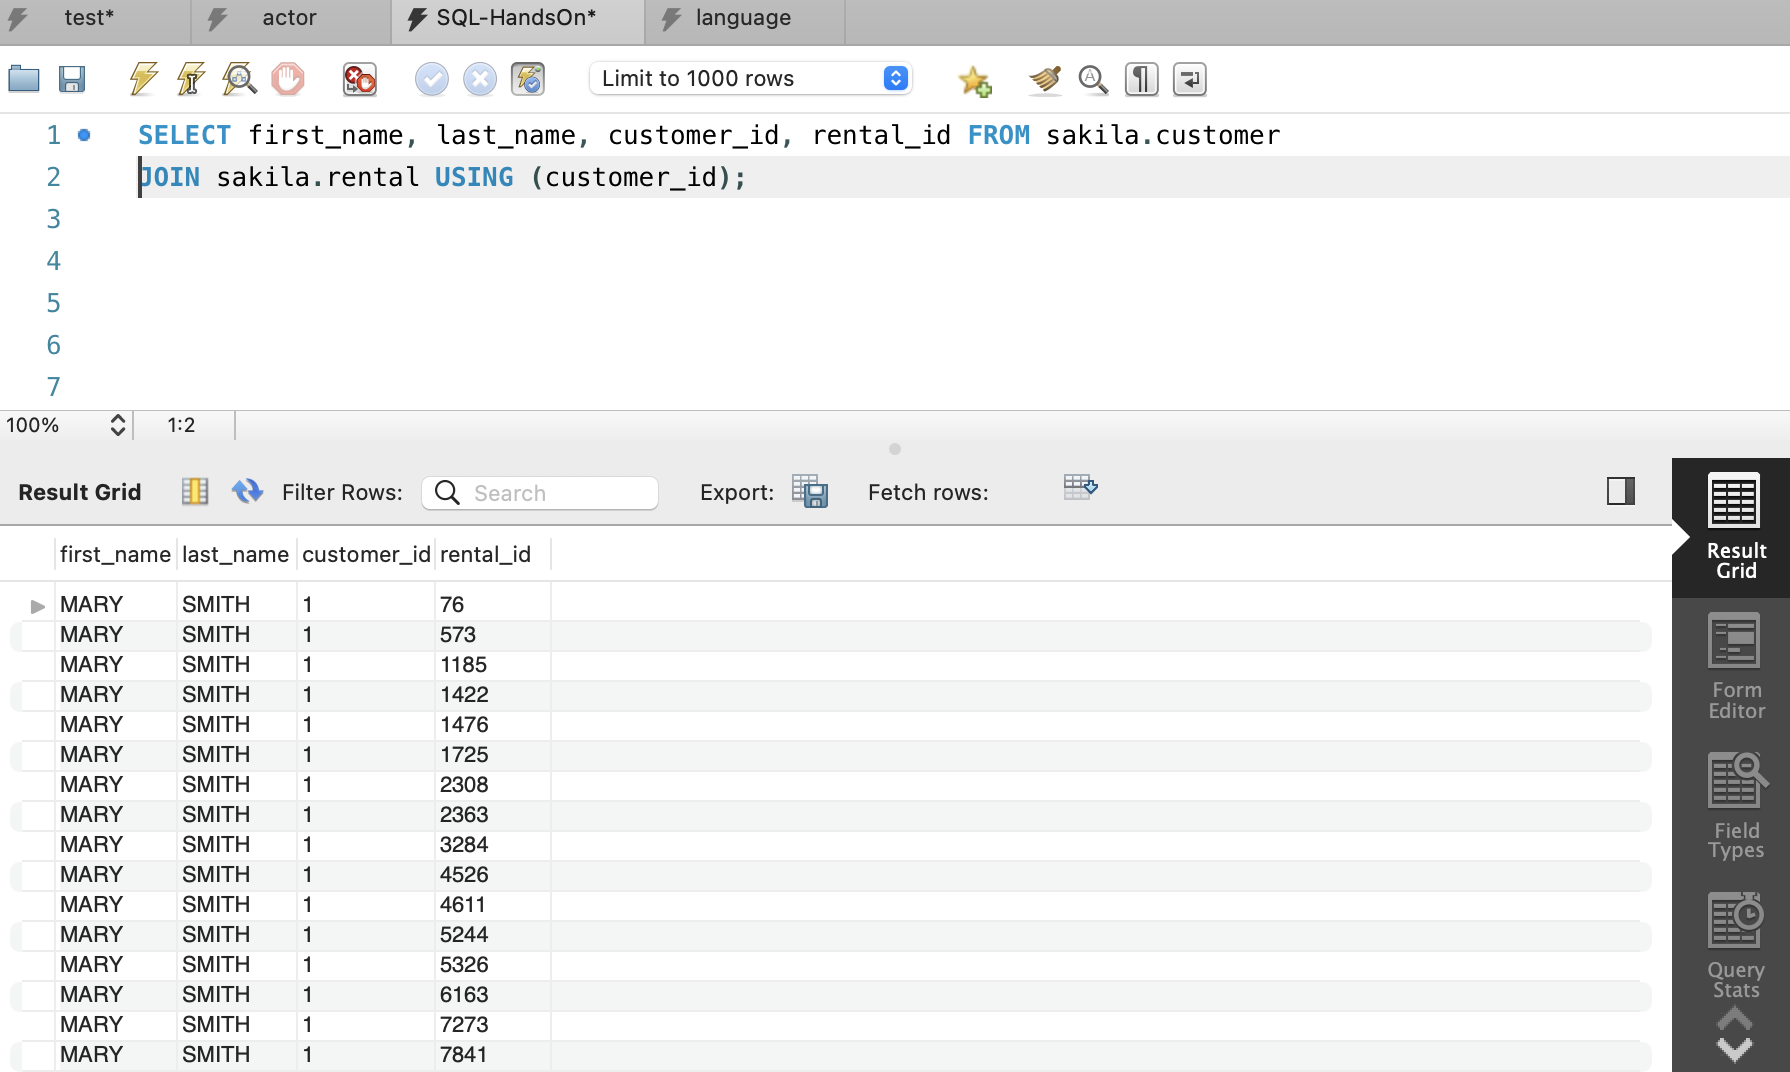 test* actor SQL-HandsOn* language
Limit to 1000 rows
1 SELECT first_name, last_name, customer_id, rental_id FROM sakila.customer
2 JOIN sakila.rental USING (customer_id);
3
4
5
6
7
100% 1:2
Result Grid Filter Rows: Search Export: Fetch rows:
first_name last_name customer_id rental_id
MARY SMITH 1 76
MARY SMITH 1 573
MARY SMITH 1 1185
MARY SMITH 1 1422
MARY SMITH 1 1476
MARY SMITH 1 1725
MARY SMITH 1 2308
MARY SMITH 1 2363
MARY SMITH 1 3284
MARY SMITH 1 4526
MARY SMITH 1 4611
MARY SMITH 1 5244
MARY SMITH 1 5326
MARY SMITH 1 6163
MARY SMITH 1 7273
MARY SMITH 1 7841
Result
Grid
Form
Editor
Field
Types
Query
Stats